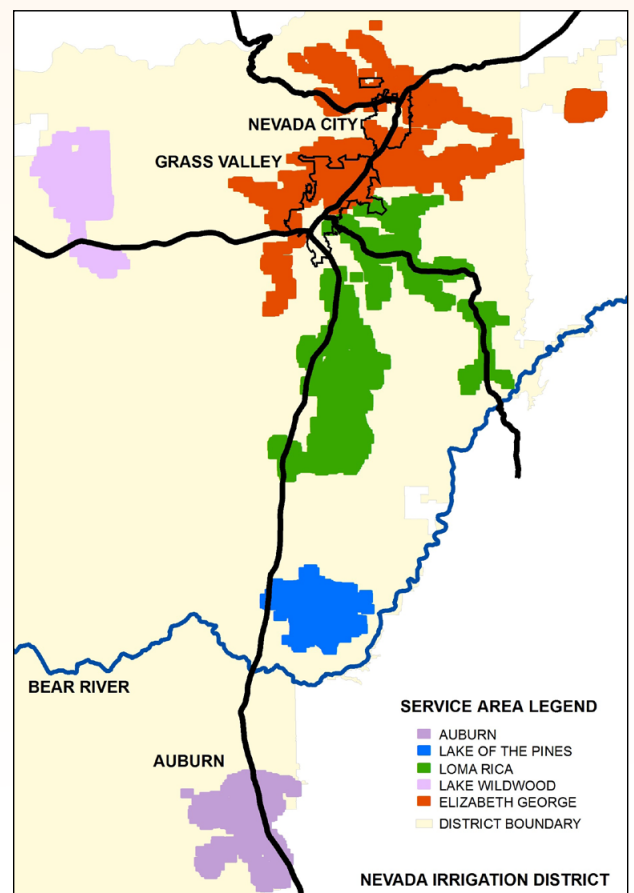 NEVADA CITY
GRASS VALLEY
BEAR RIVER
AUBURN
SERVICE AREA LEGEND
AUBURN
LAKE OF THE PINES
LOMA RICA
LAKE WILDWOOD
ELIZABETH GEORGE
DISTRICT BOUNDARY
NEVADA IRRIGATION DISTRICT